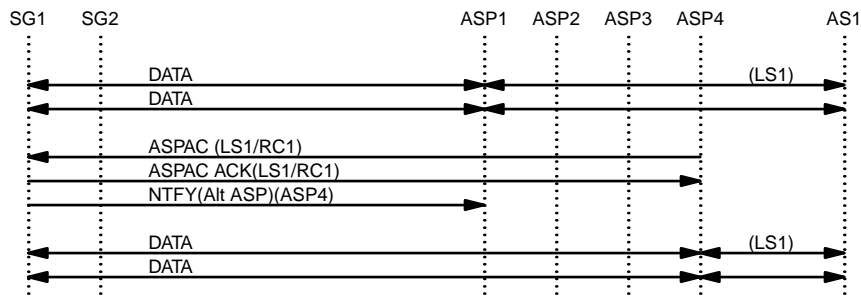 SG1 SG2 ASP1 ASP2 ASP3 ASP4 AS1
DATA (LS1)
DATA
ASPAC (LS1/RC1)
ASPAC ACK(LS1/RC1)
NTFY(Alt ASP)(ASP4)
DATA (LS1)
DATA